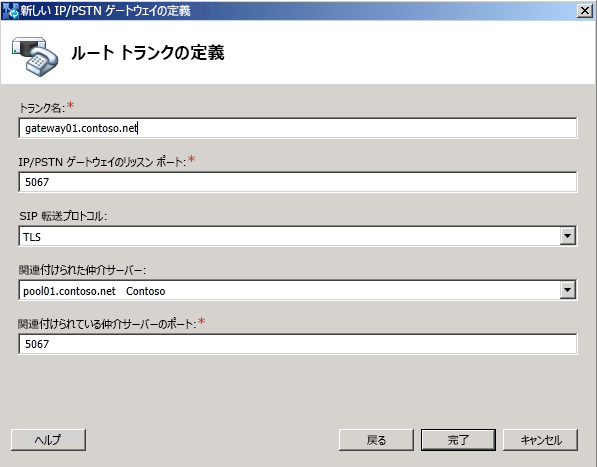 新しい IP/PSTN ゲートウェイの定義
ルート トランクの定義
トランク名:*
gateway01.contoso.net
IP/PSTN ゲートウェイのリッスン ポート:*
5067
SIP 転送プロトコル:
TLS
関連付けられた仲介サーバー:
pool01.contoso.net Contoso
関連付けられている仲介サーバーのポート:*
5067
ヘルプ 戻る 完了 キャンセル